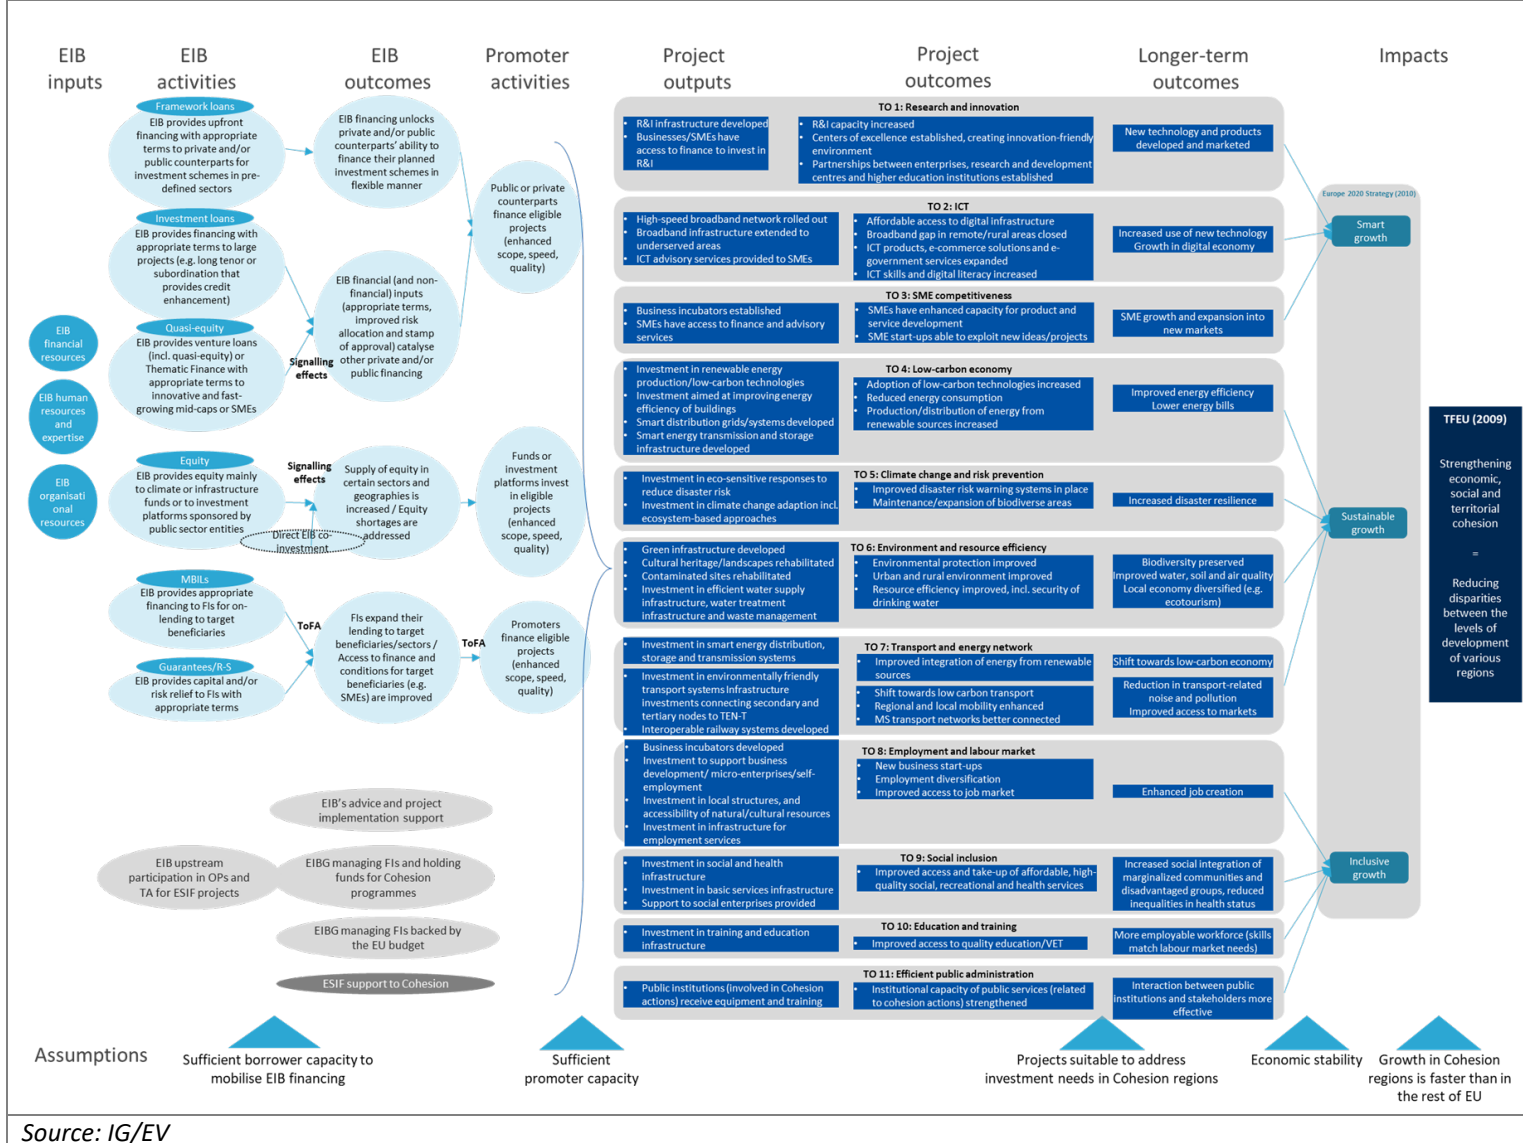 EIB
inputs
EIB
activities
EIB
outcomes
Promoter
activities
Project
outputs
Project
outcomes
Longer-term
outcomes
Impacts
EIB
financial
resources
EIB human
resources
and
expertise
EIB
organisati
onal
resources
Framework loans
EIB provides upfront
financing with appropriate
terms to private and/or
public counterparts for
investment schemes in pre-
defined sectors
Investment loans
EIB provides financing with
appropriate terms to large
projects (e.g. long tenor or
subordination that
provides credit
enhancement)
Quasi-equity
EIB provides venture loans
(incl. quasi-equity) or
Thematic Finance with
appropriate terms to
innovative and fast-
growing mid-caps or SMEs
Equity
EIB provides equity mainly
to climate or infrastructure
funds or to investment
platforms sponsored by
public sector entities
MBILs
EIB provides appropriate
financing to FIs for on-
lending to target
beneficiaries
Guarantees/R-S
EIB provides capital and/or
risk relief to FIs with
appropriate terms
Signalling
effects
Signalling
effects
Direct EIB co-
investment
ToFA
EIB financing unlocks
private and/or public
counterparts' ability to
finance their planned
investment schemes in
flexible manner
EIB financial (and non-
financial) inputs
(appropriate terms,
improved risk
allocation and stamp
of approval) catalyse
other private and/or
public financing
Supply of equity in
certain sectors and
geographies is
increased / Equity
shortages are
addressed
FIs expand their
lending to target
beneficiaries/sectors /
Access to finance and
conditions for target
beneficiaries (e.g.
SMEs) are improved
ToFA
Public or private
counterparts
finance eligible
projects
(enhanced
scope, speed,
quality)
Funds or
investment
platforms invest
in eligible
projects
(enhanced
scope, speed,
quality)
Promoters
finance eligible
projects
(enhanced
scope, speed,
quality)
EIB's advice and project
implementation support
EIB upstream
participation in OPs and
TA for ESIF projects
EIBG managing FIs and holding
funds for Cohesion
programmes
EIBG managing FIs backed by
the EU budget
ESIF support to Cohesion
TO 1: Research and innovation
• R&I infrastructure developed
• Businesses/SMEs have
access to finance to invest in
R&I
• R&I capacity increased
• Centers of excellence established, creating innovation-friendly
environment
• Partnerships between enterprises, research and development
centres and higher education institutions established
New technology and products
developed and marketed
TO 2: ICT
• High-speed broadband network rolled out
• Broadband infrastructure extended to
underserved areas
• ICT advisory services provided to SMEs
• Affordable access to digital infrastructure
• Broadband gap in remote/rural areas closed
• ICT products, e-commerce solutions and e-
government services expanded
• ICT skills and digital literacy increased
Increased use of new technology
Growth in digital economy
TO 3: SME competitiveness
• Business incubators established
• SMEs have access to finance and advisory
services
• SMEs have enhanced capacity for product and
service development
• SME start-ups able to exploit new ideas/projects
SME growth and expansion into
new markets
TO 4: Low-carbon economy
• Investment in renewable energy
production/low-carbon technologies
• Investment aimed at improving energy
efficiency of buildings
• Smart distribution grids/systems developed
• Smart energy transmission and storage
infrastructure developed
• Adoption of low-carbon technologies increased
• Reduced energy consumption
• Production/distribution of energy from
renewable sources increased
Improved energy efficiency
Lower energy bills
TO 5: Climate change and risk prevention
• Investment in eco-sensitive responses to
reduce disaster risk
• Investment in climate change adaption incl.
ecosystem-based approaches
• Improved disaster risk warning systems in place
• Maintenance/expansion of biodiverse areas
Increased disaster resilience
TO 6: Environment and resource efficiency
• Green infrastructure developed
• Cultural heritage/landscapes rehabilitated
• Contaminated sites rehabilitated
• Investment in efficient water supply
infrastructure, water treatment
infrastructure and waste management
• Environmental protection improved
• Urban and rural environment improved
• Resource efficiency improved, incl. security of
drinking water
Biodiversity preserved
Improved water, soil and air quality
Local economy diversified (e.g.
ecotourism)
TO 7: Transport and energy network
• Investment in smart energy distribution,
storage and transmission systems
• Improved integration of energy from renewable
sources
Shift towards low-carbon economy
• Investment in environmentally friendly
transport systems Infrastructure
investments connecting secondary and
tertiary nodes to TEN-T
• Interoperable railway systems developed
• Shift towards low carbon transport
• Regional and local mobility enhanced
• MS transport networks better connected
Reduction in transport-related
noise and pollution
Improved access to markets
TO 8: Employment and labour market
• Business incubators developed
• Investment to support business
development/ micro-enterprises/self-
employment
• Investment in local structures, and
accessibility of natural/cultural resources
• Investment in infrastructure for
employment services
• New business start-ups
• Employment diversification
• Improved access to job market
Enhanced job creation
TO 9: Social inclusion
• Investment in social and health
infrastructure
• Investment in basic services infrastructure
• Support to social enterprises provided
• Improved access and take-up of affordable, high-
quality social, recreational and health services
Increased social integration of
marginalized communities and
disadvantaged groups, reduced
inequalities in health status
TO 10: Education and training
• Investment in training and education
infrastructure
• Improved access to quality education/VET
More employable workforce (skills
match labour market needs)
TO 11: Efficient public administration
• Public institutions (involved in Cohesion
actions) receive equipment and training
• Institutional capacity of public services (related
to cohesion actions) strengthened
Interaction between public
institutions and stakeholders more
effective
Europe 2020 Strategy (2010)
Smart
growth
Sustainable
growth
Inclusive
growth
TFEU (2009)
Strengthening
economic,
social and
territorial
cohesion
=
Reducing
disparities
between the
levels of
development
of various
regions
Assumptions
Sufficient borrower capacity to
mobilise EIB financing
Sufficient
promoter capacity
Projects suitable to address
investment needs in Cohesion regions
Economic stability
Growth in Cohesion
regions is faster than in
the rest of EU
Source: IG/EV